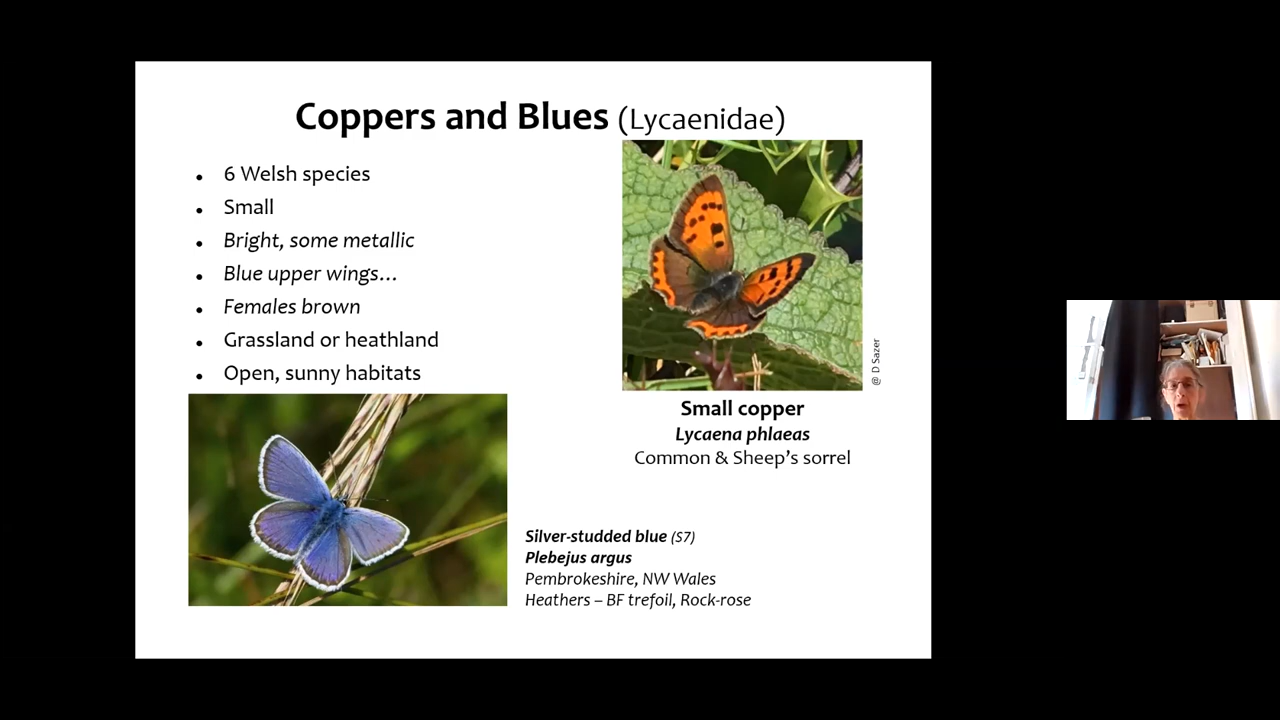 Coppers and Blues (Lycaenidae)
• 6 Welsh species
• Small
• Bright, some metallic
• Blue upper wings…
• Females brown
• Grassland or heathland
• Open, sunny habitats
@ D Sazer
Small copper
Lycaena phlaeas
Common & Sheep’s sorrel
Silver-studded blue (S7)
Plebejus argus
Pembrokeshire, NW Wales
Heathers – BF trefoil, Rock-rose